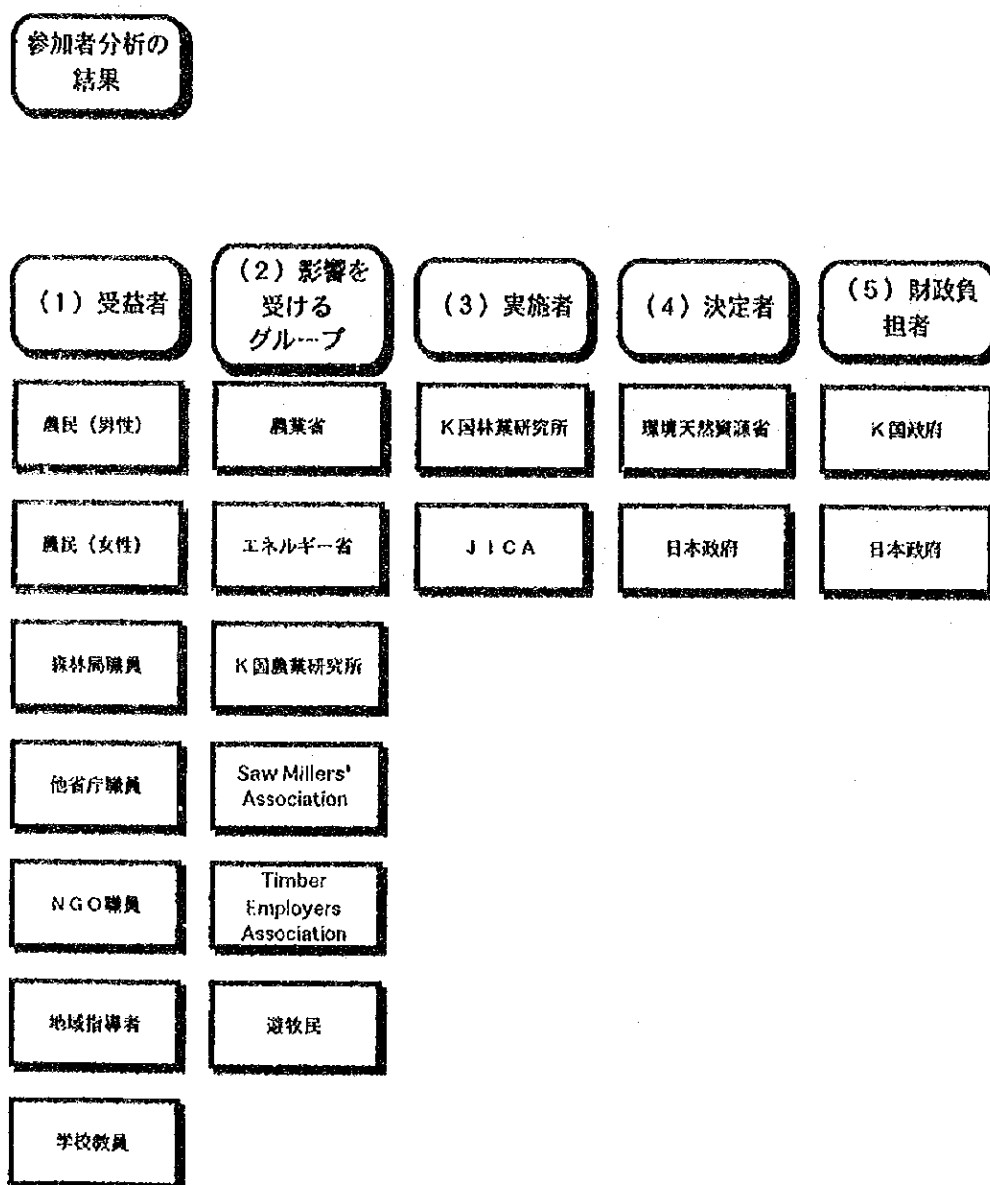 参加者分析の
結果
(1) 受益者
(2) 影響を
受ける
グループ
(3) 実施者
(4) 決定者
(5) 財政負
担者
農民 (男性)
農業省
K国林業研究所
環境天然資源省
K国政府
農民 (女性)
エネルギー省
JICA
日本政府
日本政府
森林局職員
K国農業研究所
他省庁職員
Saw Millers'
Association
NGO職員
Timber
Employers
Association
地域指導者
遊牧民
学校教員